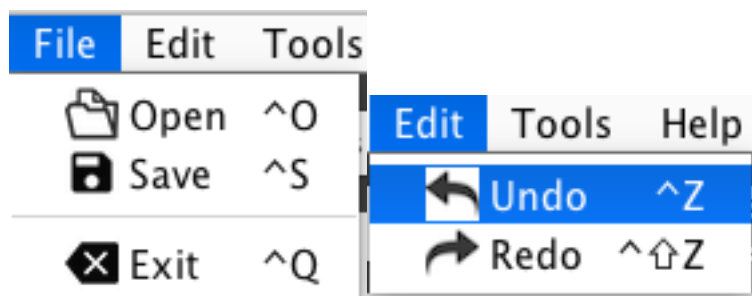 File Edit Tools
Open ^O
Save ^S
Exit ^Q
Edit Tools Help
Undo ^Z
Redo ^⇧Z